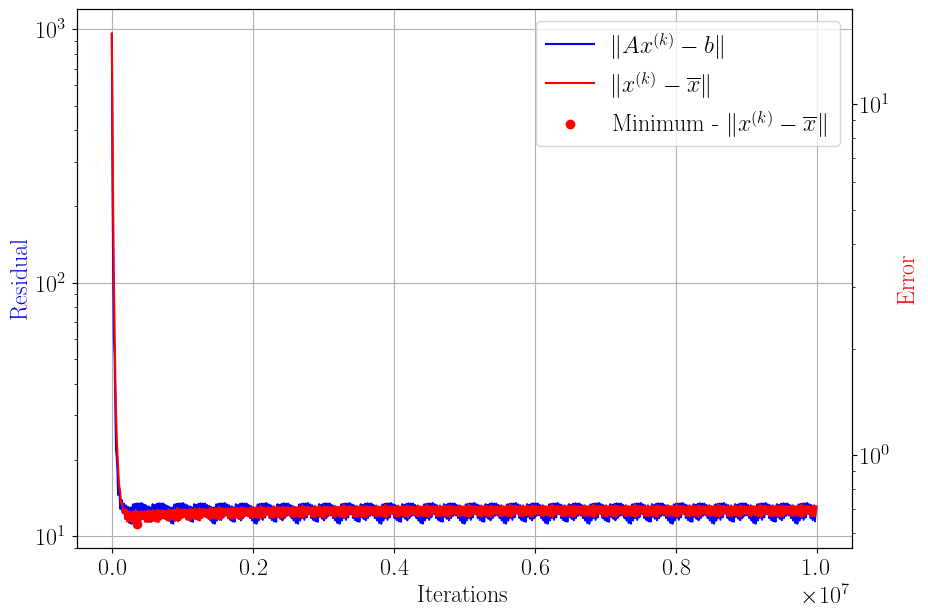 10³
10²
10¹
Residual
‖Ax⁽ᵏ⁾ − b‖
‖x⁽ᵏ⁾ − x̅‖
Minimum - ‖x⁽ᵏ⁾ − x̅‖
10¹
10⁰
Error
0.0 0.2 0.4 0.6 0.8 1.0
Iterations
×10⁷